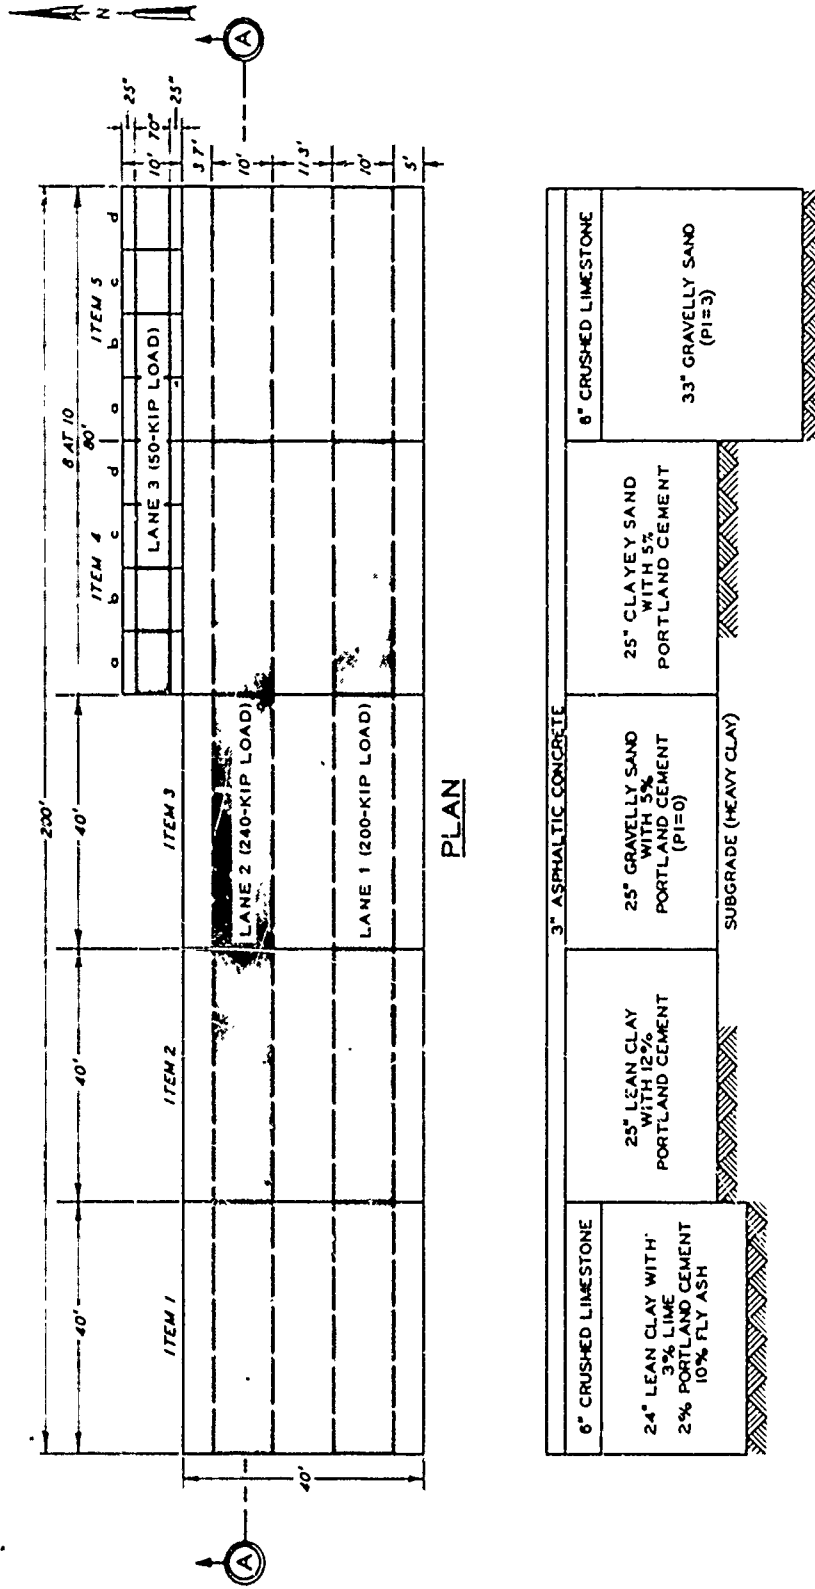 N
A
A
200'
40'
40'
40'
8 AT 10
80'
ITEM 1
ITEM 2
ITEM 3
ITEM 4
ITEM 5
a b c d a b c d
LANE 3 (50-KIP LOAD)
LANE 2 (240-KIP LOAD)
LANE 1 (200-KIP LOAD)
25"
70"
25"
10'
3.7'
10'
11.3'
10'
5'
40'
PLAN
3" ASPHALTIC CONCRETE
6" CRUSHED LIMESTONE
24" LEAN CLAY WITH
3% LIME
2% PORTLAND CEMENT
10% FLY ASH
25" LEAN CLAY
WITH 12%
PORTLAND CEMENT
25" GRAVELLY SAND
WITH 5%
PORTLAND CEMENT
(PI=0)
25" CLAYEY SAND
WITH 5%
PORTLAND CEMENT
6" CRUSHED LIMESTONE
33" GRAVELLY SAND
(PI=3)
SUBGRADE (HEAVY CLAY)